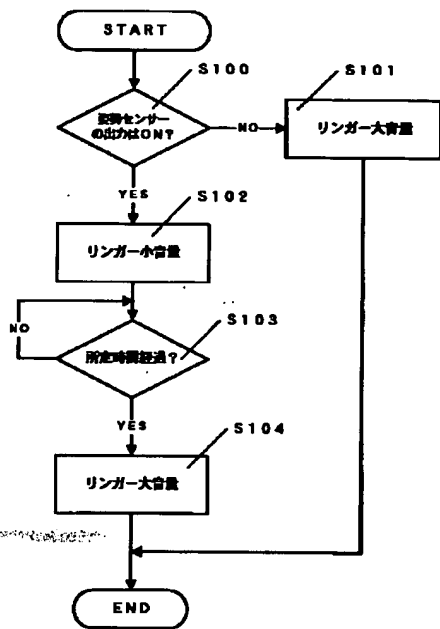 START
S100
S101
姿勢センサー
の出力はON?
NO
リンガー大音量
YES
S102
リンガー小音量
NO
S103
所定時間経過?
YES
S104
リンガー大音量
END